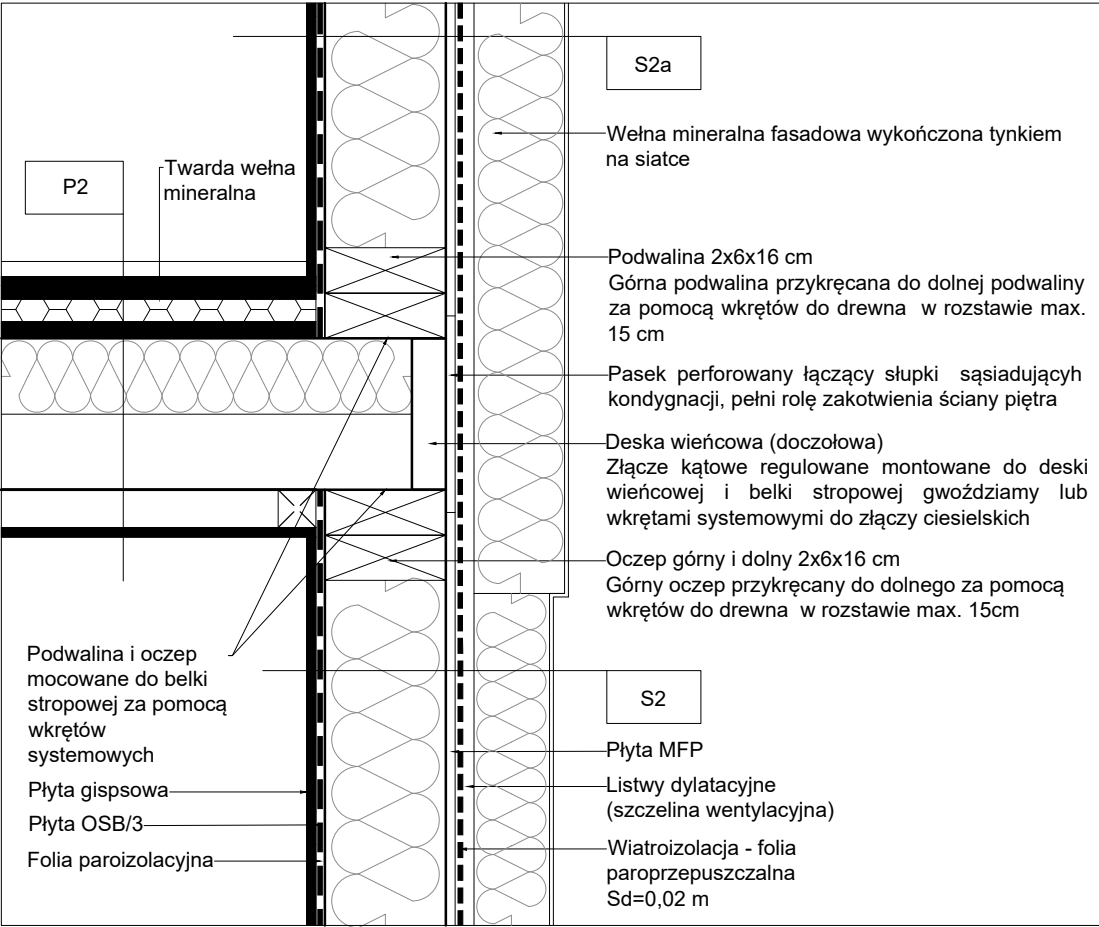 S2a
Wełna mineralna fasadowa wykończona tynkiem
na siatce
P2
Twarda wełna
mineralna
Podwalina 2x6x16 cm
Górna podwalina przykręcana do dolnej podwaliny
za pomocą wkrętów do drewna w rozstawie max.
15 cm
Pasek perforowany łączący słupki sąsiadującyh
kondygnacji, pełni rolę zakotwienia ściany piętra
Deska wieńcowa (doczołowa)
Złącze kątowe regulowane montowane do deski
wieńcowej i belki stropowej gwoździamy lub
wkrętami systemowymi do złączy ciesielskich
Oczep górny i dolny 2x6x16 cm
Górny oczep przykręcany do dolnego za pomocą
wkrętów do drewna w rozstawie max. 15cm
Podwalina i oczep
mocowane do belki
stropowej za pomocą
wkrętów
systemowych
Płyta gispsowa
Płyta OSB/3
Folia paroizolacyjna
S2
Płyta MFP
Listwy dylatacyjne
(szczelina wentylacyjna)
Wiatroizolacja - folia
paroprzepuszczalna
Sd=0,02 m